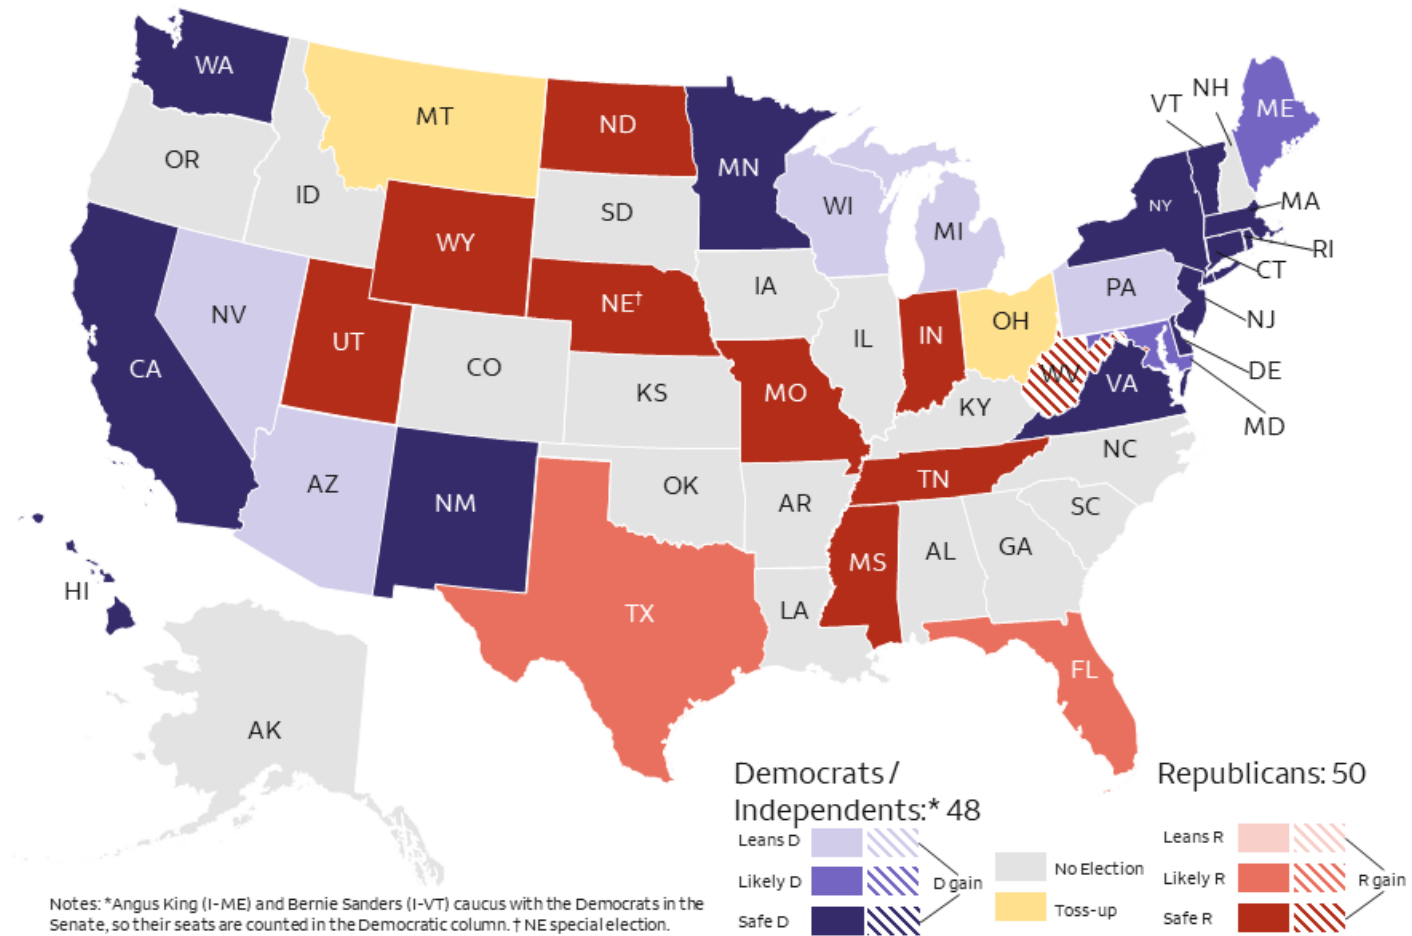 WA
MT
ND
MN
OR
ID
SD
WY
WI
MI
VT
NH
ME
NY
MA
RI
CT
NJ
DE
MD
PA
NV
UT
NE†
IA
IL
IN
OH
WV
VA
CA
CO
KS
MO
KY
NC
AZ
NM
OK
AR
TN
SC
MS
AL
GA
HI
TX
LA
FL
AK
Democrats /
Independents:* 48
Leans D
Likely D
Safe D
D gain
No Election
Toss-up
Republicans: 50
Leans R
Likely R
Safe R
R gain
Notes: *Angus King (I-ME) and Bernie Sanders (I-VT) caucus with the Democrats in the
Senate, so their seats are counted in the Democratic column. † NE special election.